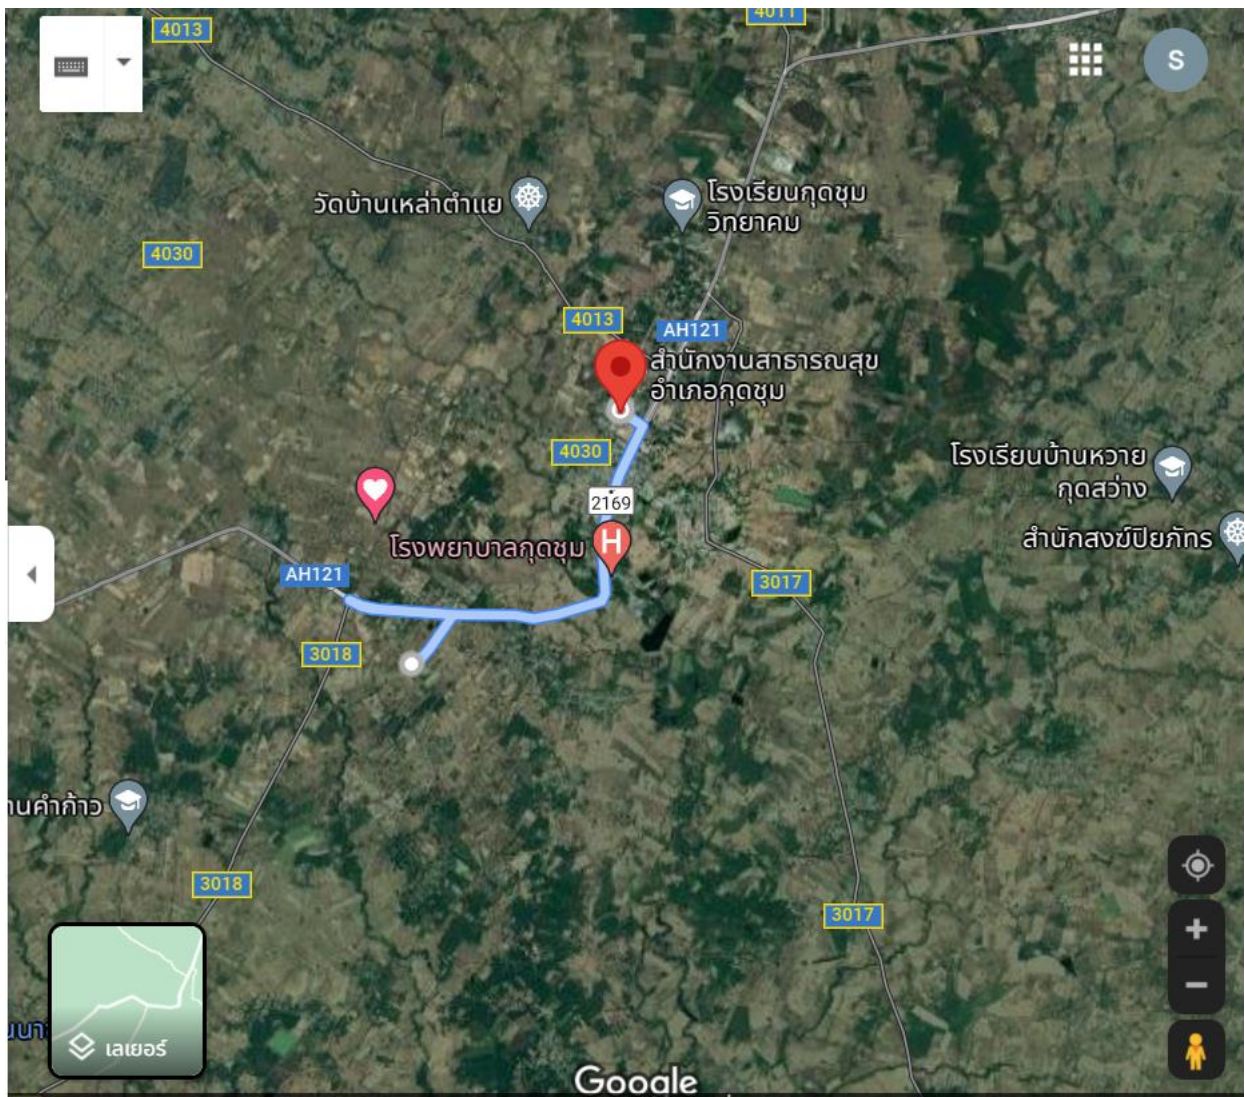 4013
4011
S
โรงเรียนกุดชุม
วิทยาคม
วัดบ้านเหล่าตำแย
4030
4013
AH121
สำนักงานสาธารณสุข
อำเภอกุดชุม
4030
โรงเรียนบ้านหวาย
กุดสว่าง
2169
สำนักสงฆ์ปิยภัทร
โรงพยาบาลกุดชุม
H
AH121
3017
3018
านคำก้าว
3018
3017
เลเยอร์
Google